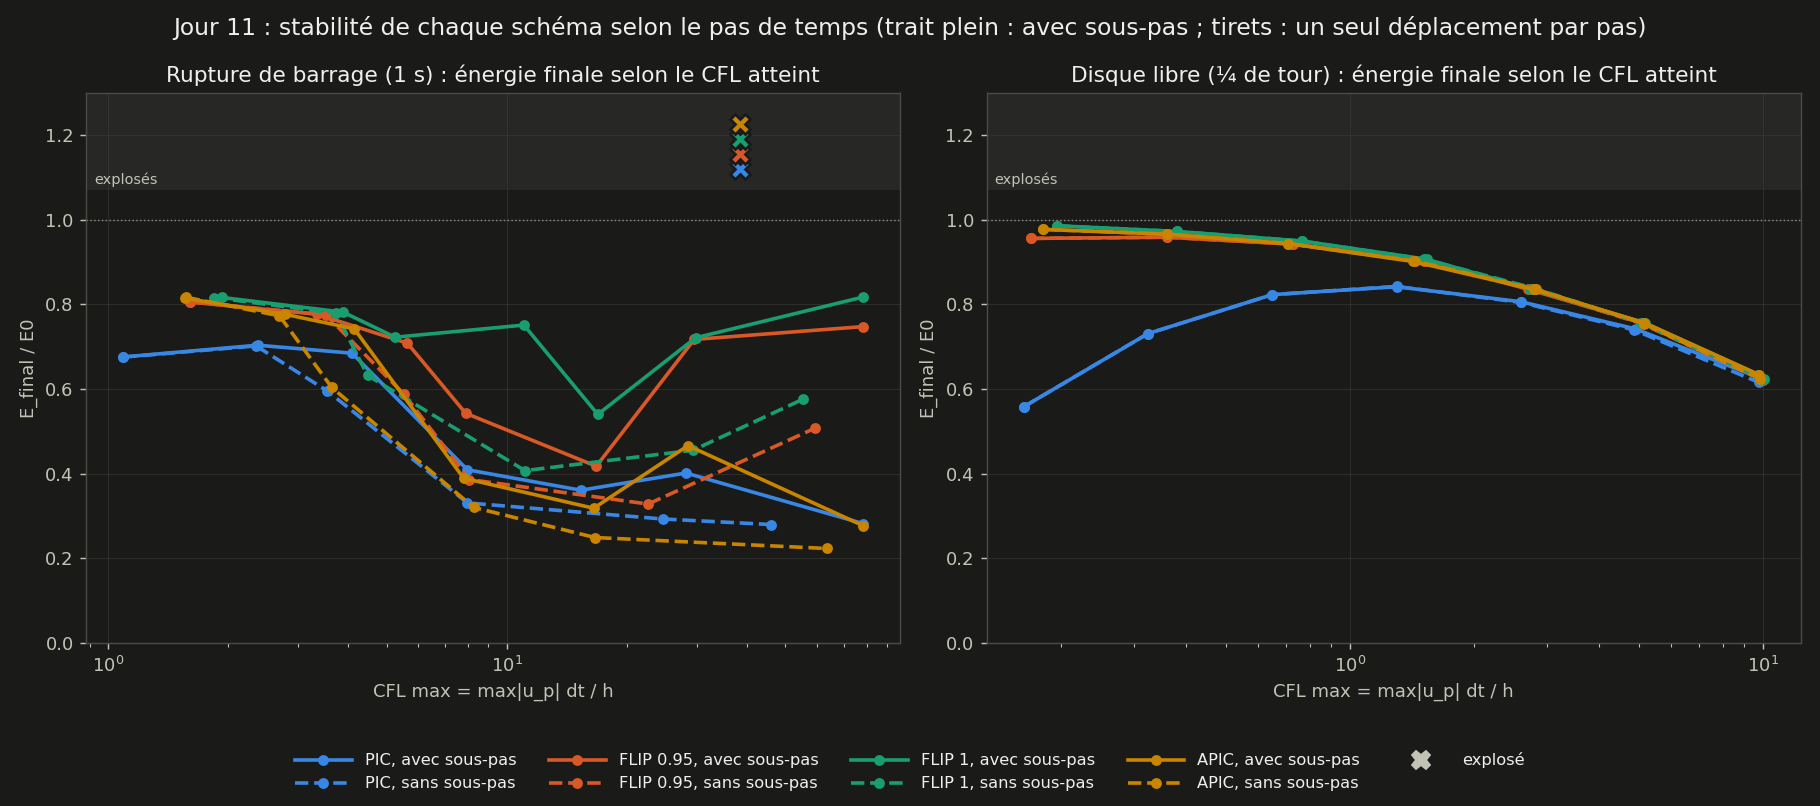 Jour 11 : stabilité de chaque schéma selon le pas de temps (trait plein : avec sous-pas ; tirets : un seul déplacement par pas)
Rupture de barrage (1 s) : énergie finale selon le CFL atteint
E_final / E0
1.2
1.0
0.8
0.6
0.4
0.2
0.0
explosés
10⁰
10¹
CFL max = max|u_p| dt / h
Disque libre (¼ de tour) : énergie finale selon le CFL atteint
E_final / E0
1.2
1.0
0.8
0.6
0.4
0.2
0.0
explosés
10⁰
10¹
CFL max = max|u_p| dt / h
PIC, avec sous-pas
PIC, sans sous-pas
FLIP 0.95, avec sous-pas
FLIP 0.95, sans sous-pas
FLIP 1, avec sous-pas
FLIP 1, sans sous-pas
APIC, avec sous-pas
APIC, sans sous-pas
explosé